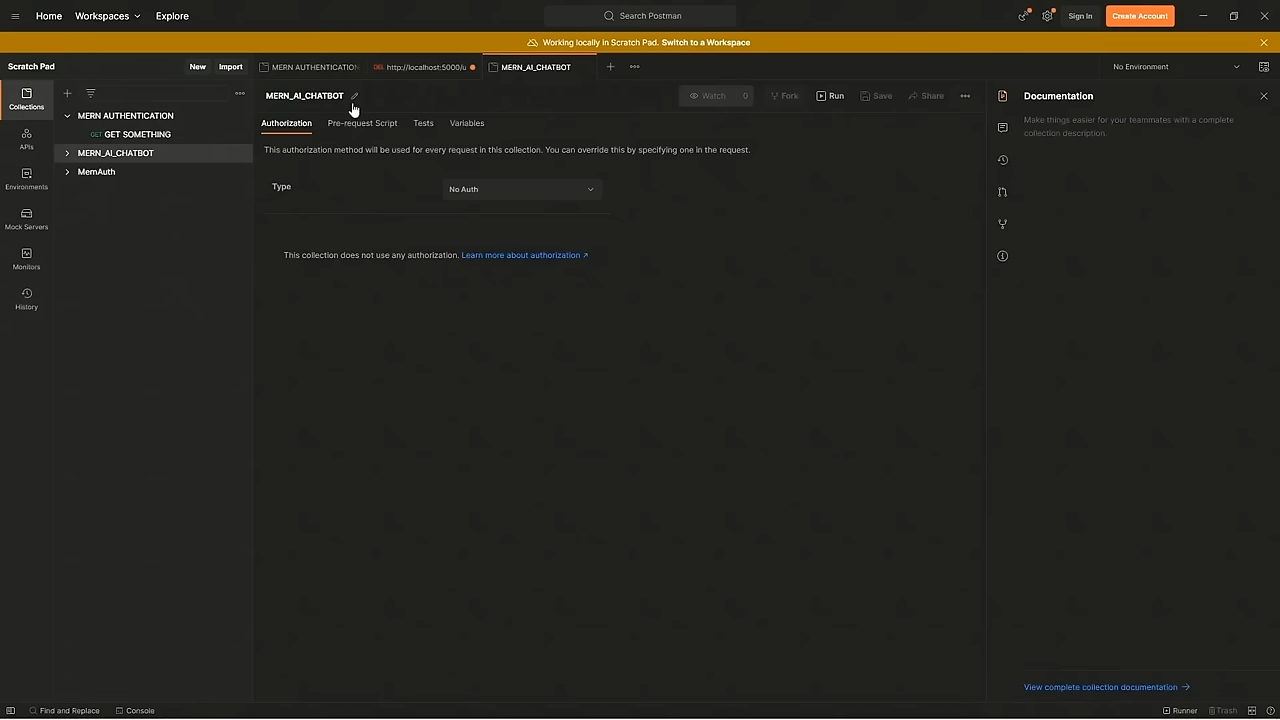 Home Workspaces Explore Search Postman Sign In Create Account
Working locally in Scratch Pad. Switch to a Workspace
Scratch Pad New Import MERN AUTHENTICATION DEL http://localhost:5000/u MERN_AI_CHATBOT No Environment
Collections
APIs
Environments
Mock Servers
Monitors
History
MERN AUTHENTICATION
GET GET SOMETHING
MERN_AI_CHATBOT
MernAuth
MERN_AI_CHATBOT Watch 0 Fork Run Save Share
Authorization Pre-request Script Tests Variables
This authorization method will be used for every request in this collection. You can override this by specifying one in the request.
Type No Auth
This collection does not use any authorization. Learn more about authorization ↗
Documentation
Make things easier for your teammates with a complete
collection description.
View complete collection documentation →
Find and Replace Console Runner Trash